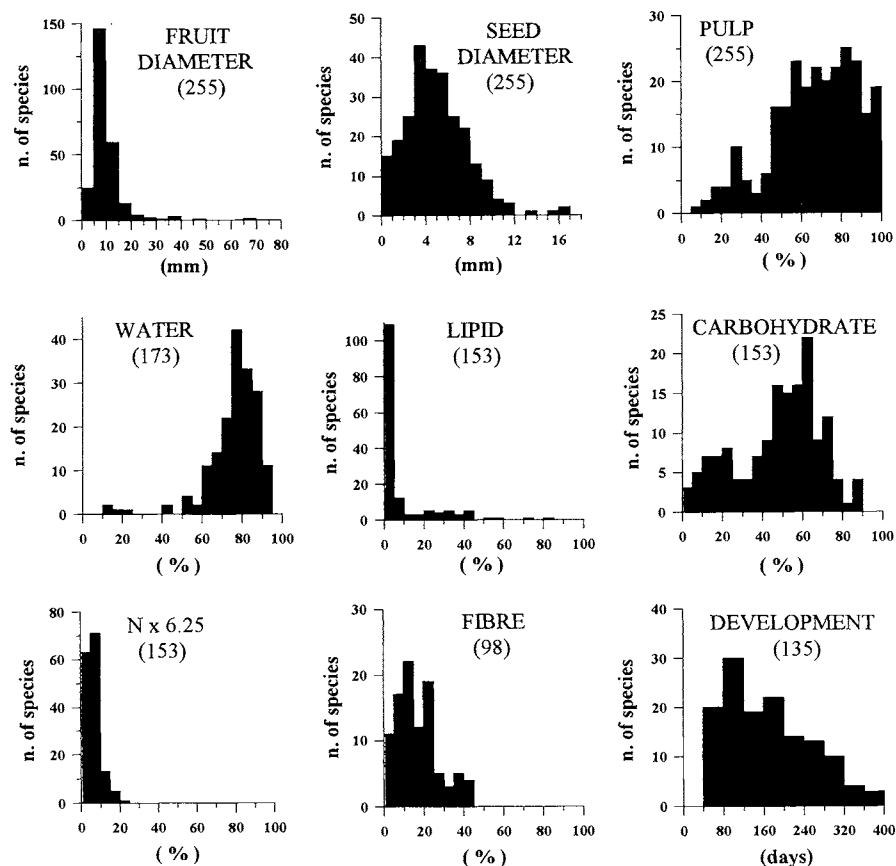 FRUIT
DIAMETER
(255)
n. of species
150
100
50
0
0 10 20 30 40 50 60 70 80
(mm)
SEED
DIAMETER
(255)
n. of species
50
40
30
20
10
0
0 4 8 12 16
(mm)
PULP
(255)
n. of species
30
20
10
0
0 20 40 60 80 100
( % )
WATER
(173)
n. of species
40
30
20
10
0
0 20 40 60 80 100
( % )
LIPID
(153)
n. of species
100
80
60
40
20
0
0 20 40 60 80 100
( % )
CARBOHYDRATE
(153)
n. of species
25
20
15
10
5
0
0 20 40 60 80 100
( % )
N x 6.25
(153)
n. of species
80
60
40
20
0
0 20 40 60 80 100
( % )
FIBRE
(98)
n. of species
30
20
10
0
0 20 40 60 80 100
( % )
DEVELOPMENT
(135)
n. of species
40
30
20
10
0
0 80 160 240 320 400
(days)